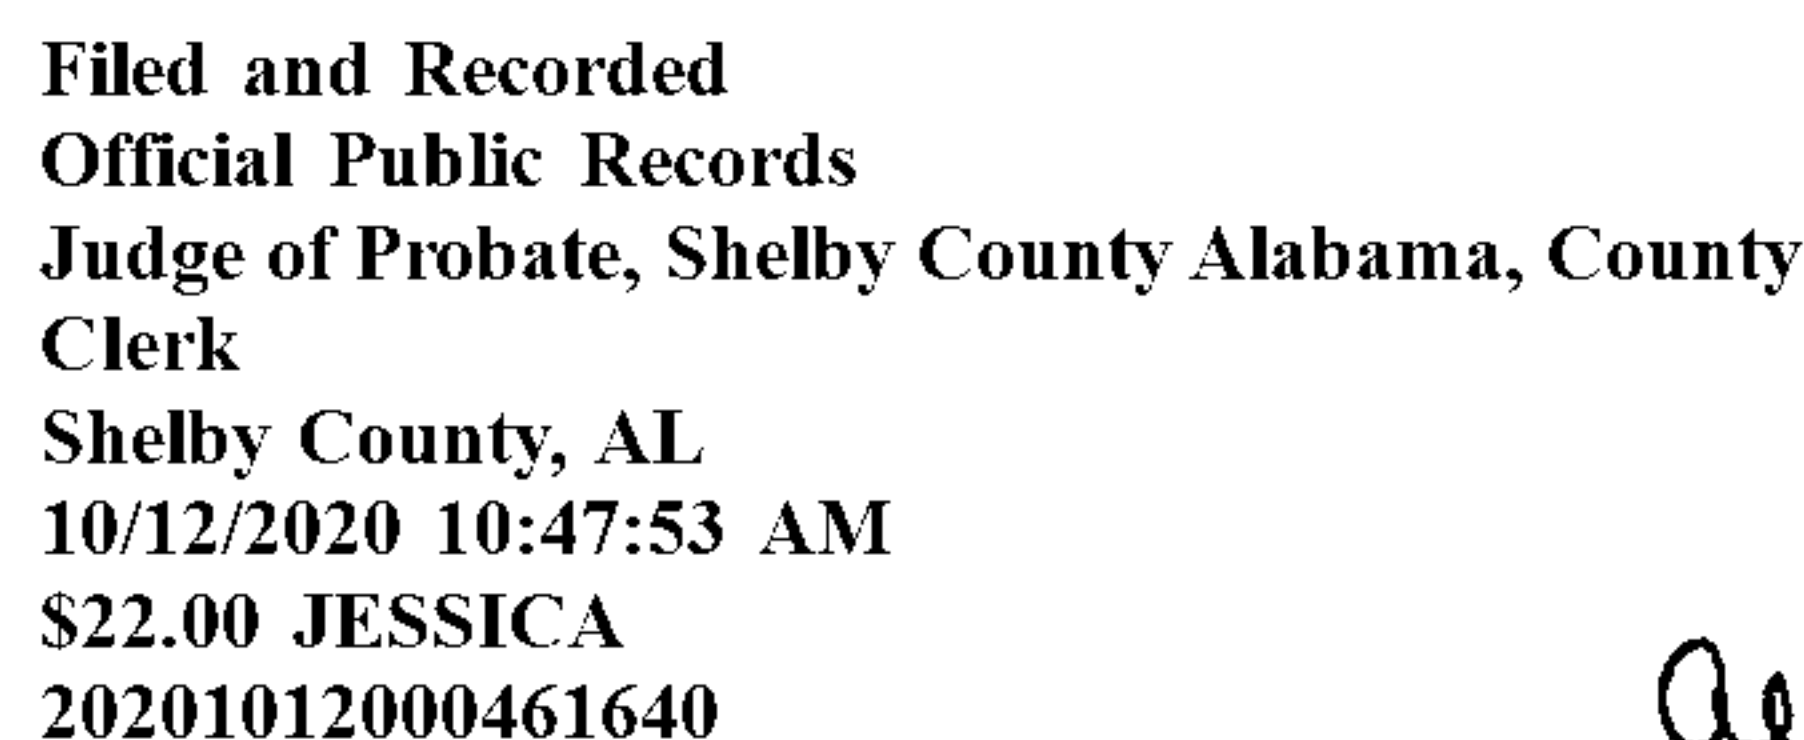 Filed and Recorded
Official Public Records
Judge of Probate, Shelby County Alabama, County
Clerk
Shelby County, AL
10/12/2020 10:47:53 AM
$22.00 JESSICA
20201012000461640